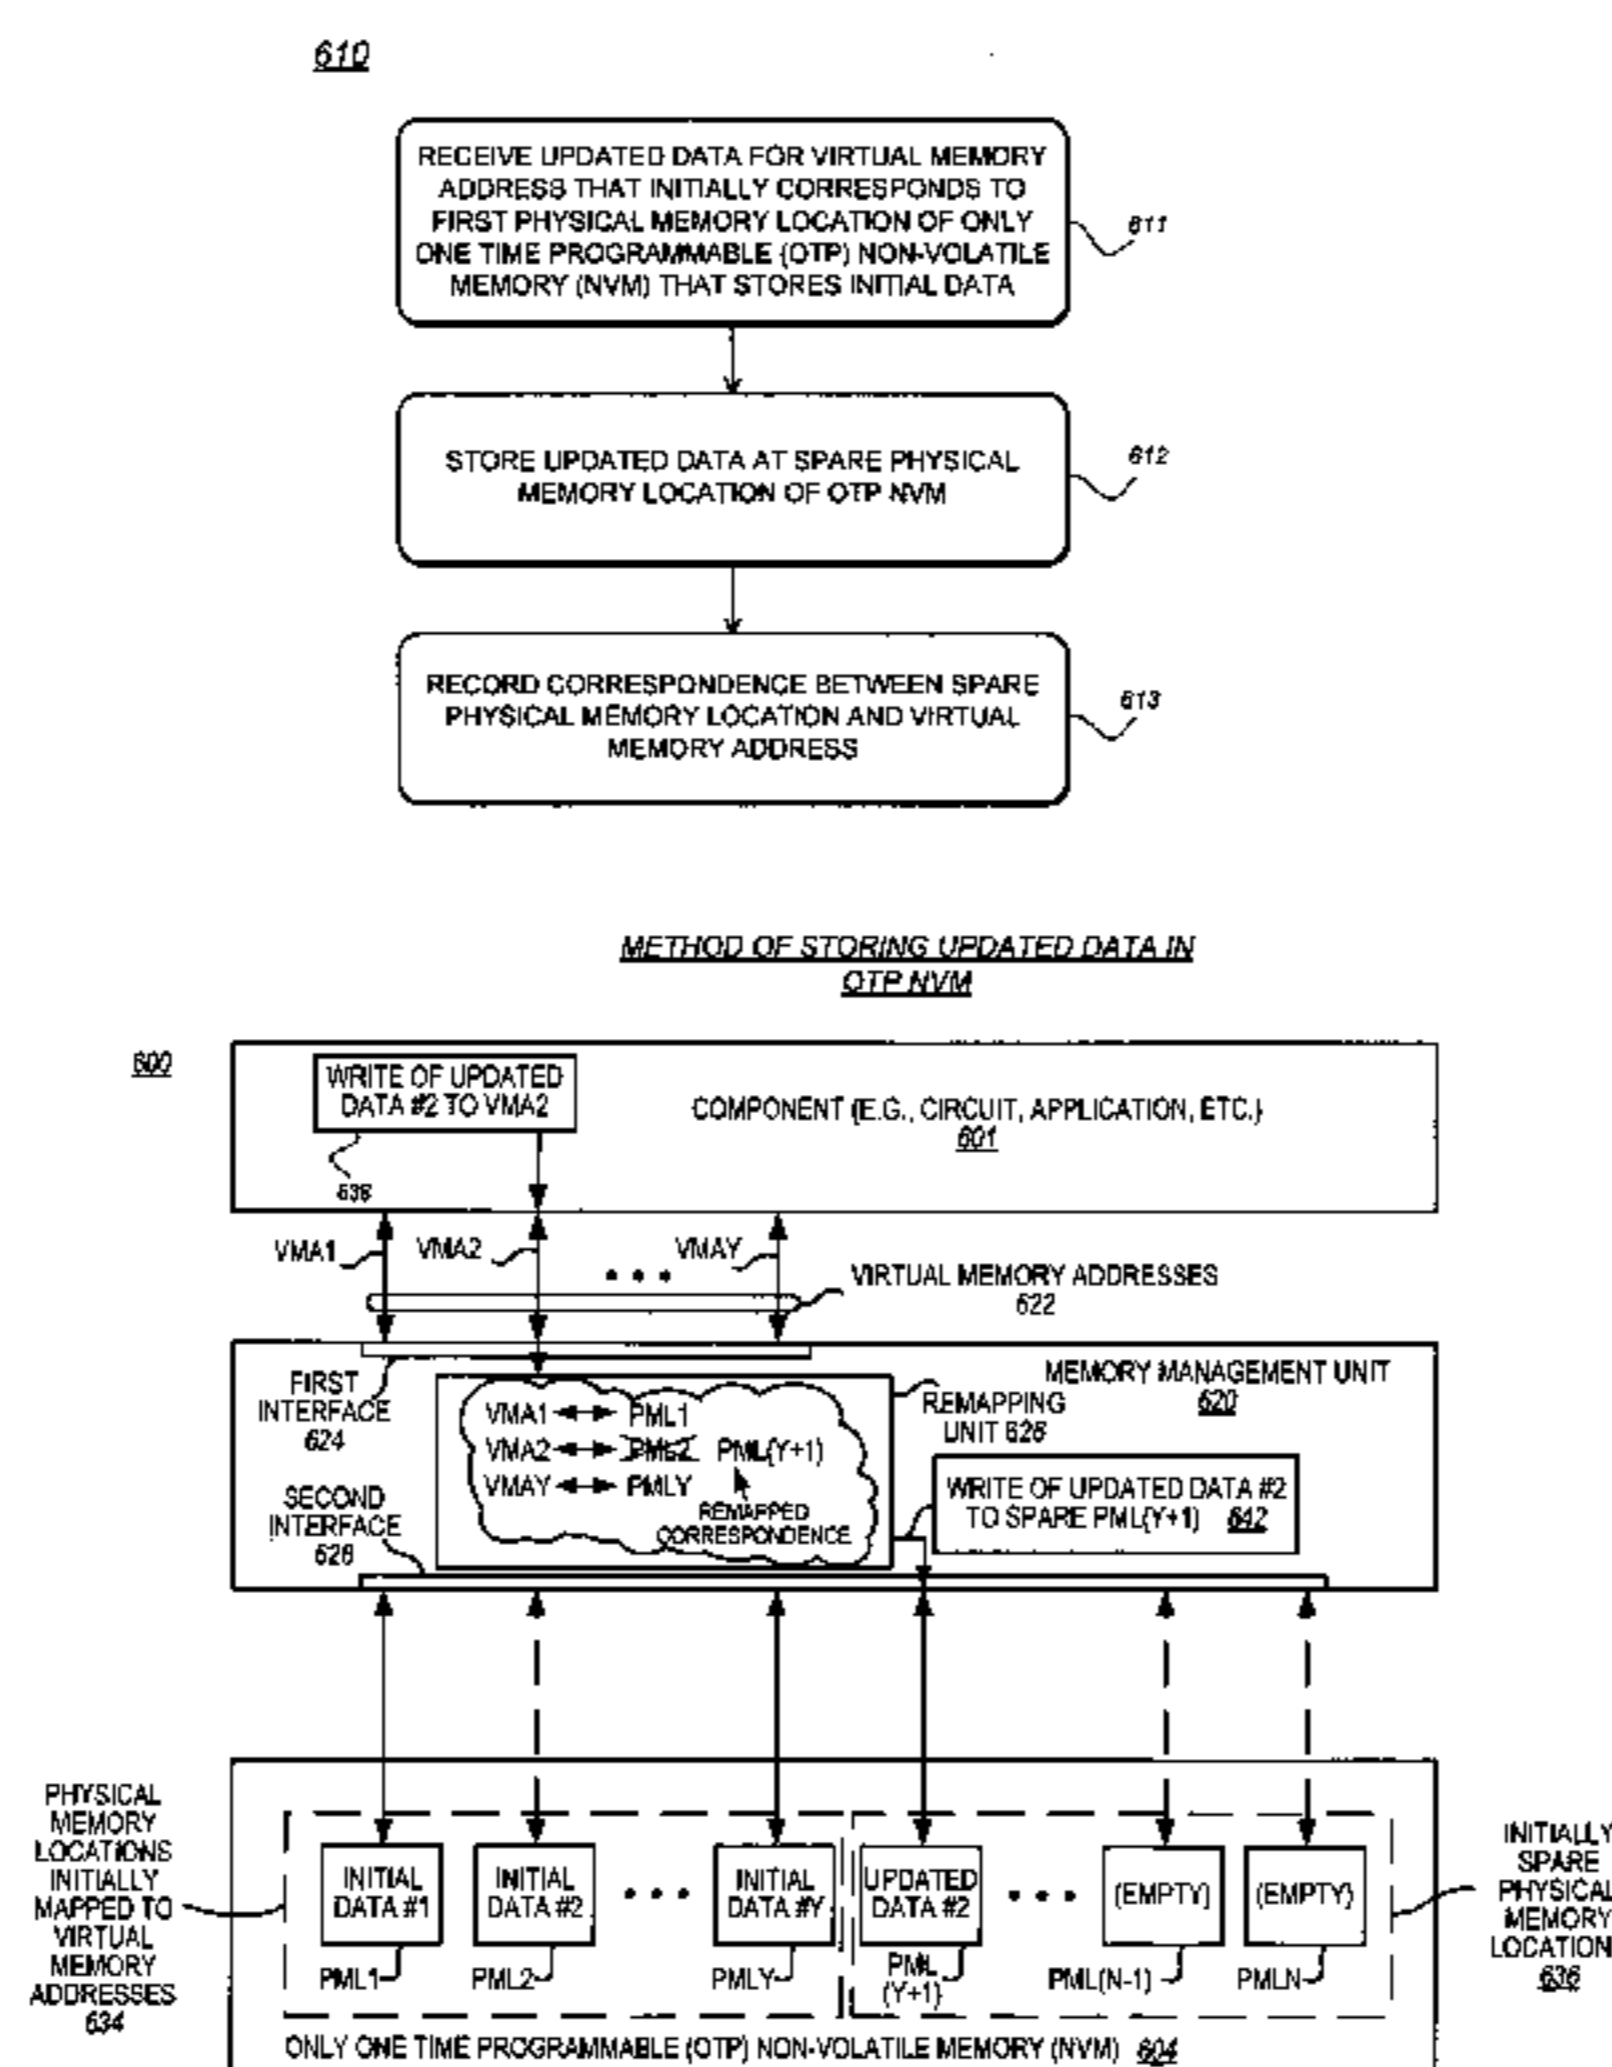 610
RECEIVE UPDATED DATA FOR VIRTUAL MEMORY
ADDRESS THAT INITIALLY CORRESPONDS TO
FIRST PHYSICAL MEMORY LOCATION OF ONLY
ONE TIME PROGRAMMABLE (OTP) NON-VOLATILE
MEMORY (NVM) THAT STORES INITIAL DATA
611
STORE UPDATED DATA AT SPARE PHYSICAL
MEMORY LOCATION OF OTP NVM
612
RECORD CORRESPONDENCE BETWEEN SPARE
PHYSICAL MEMORY LOCATION AND VIRTUAL
MEMORY ADDRESS
613
METHOD OF STORING UPDATED DATA IN
OTP NVM
600
WRITE OF UPDATED
DATA #2 TO VMA2
638
COMPONENT (E.G., CIRCUIT, APPLICATION, ETC.)
601
VMA1
VMA2
• • •
VMAY
VIRTUAL MEMORY ADDRESSES
622
FIRST
INTERFACE
624
MEMORY MANAGEMENT UNIT
620
REMAPPING
UNIT 626
VMA1 PML1
VMA2 PML2 PML(Y+1)
VMAY PMLY
REMAPPED
CORRESPONDENCE
WRITE OF UPDATED DATA #2
TO SPARE PML(Y+1) 642
SECOND
INTERFACE
628
PHYSICAL
MEMORY
LOCATIONS
INITIALLY
MAPPED TO
VIRTUAL
MEMORY
ADDRESSES
634
INITIAL
DATA #1
PML1
INITIAL
DATA #2
PML2
• • •
INITIAL
DATA #Y
PMLY
UPDATED
DATA #2
PML
(Y+1)
• • •
(EMPTY)
PML(N-1)
(EMPTY)
PMLN
INITIALLY
SPARE
PHYSICAL
MEMORY
LOCATION
636
ONLY ONE TIME PROGRAMMABLE (OTP) NON-VOLATILE MEMORY (NVM) 604